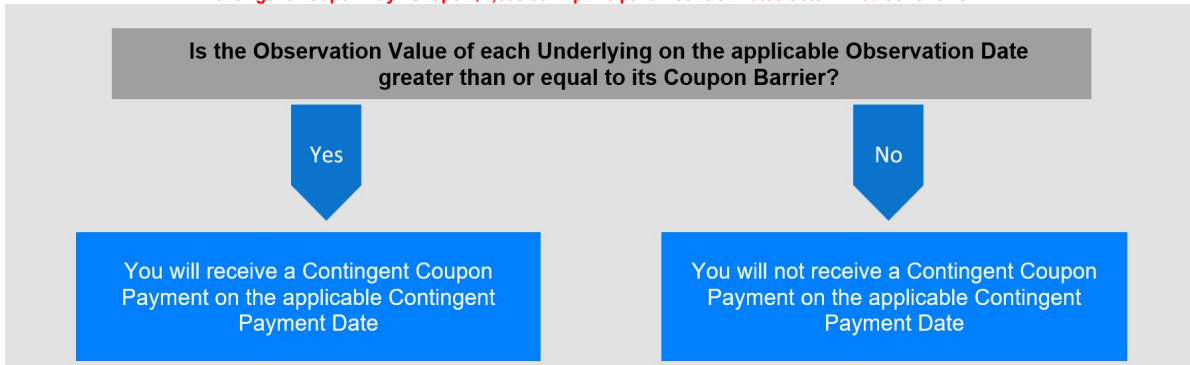 Is the Observation Value of each Underlying on the applicable Observation Date
greater than or equal to its Coupon Barrier?
Yes
No
You will receive a Contingent Coupon
Payment on the applicable Contingent
Payment Date
You will not receive a Contingent Coupon
Payment on the applicable Contingent
Payment Date